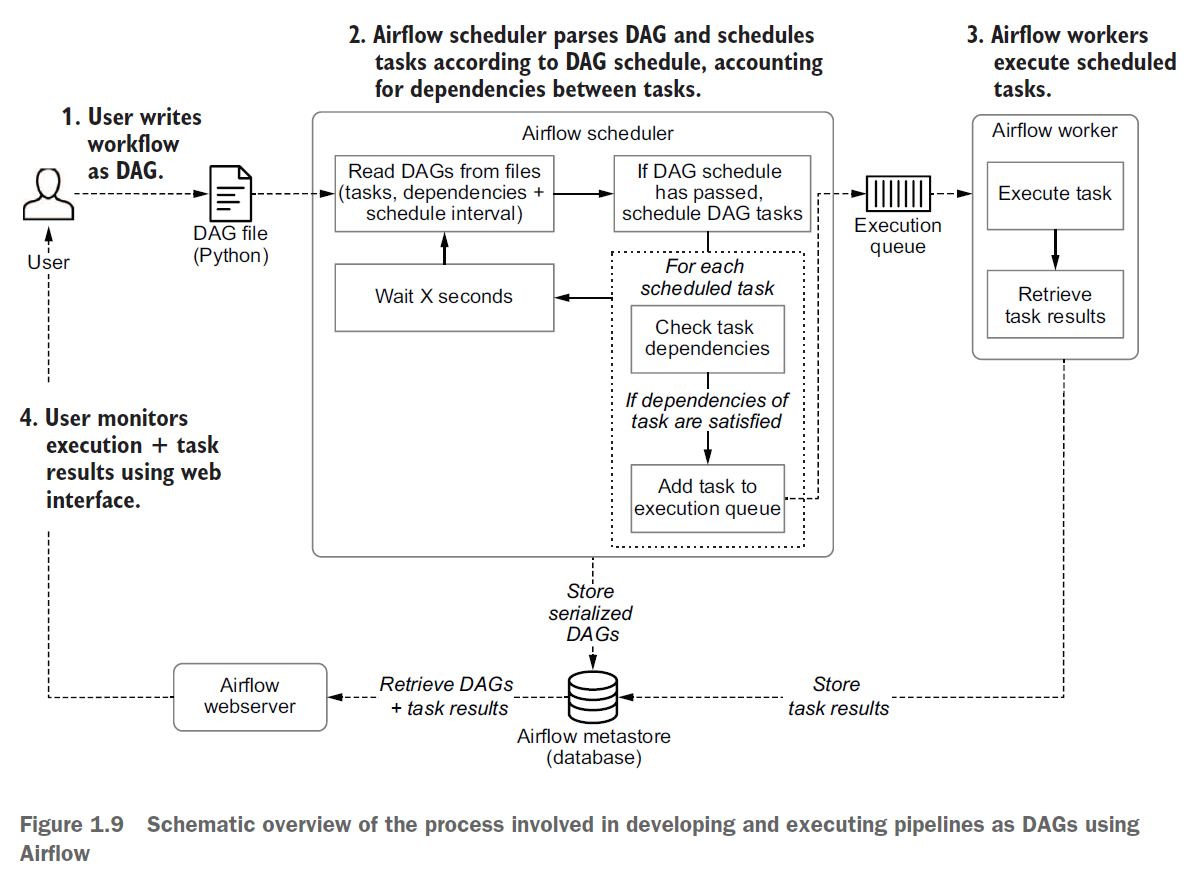 2. Airflow scheduler parses DAG and schedules
tasks according to DAG schedule, accounting
for dependencies between tasks.
3. Airflow workers
execute scheduled
tasks.
1. User writes
workflow
as DAG.
User
DAG file
(Python)
Airflow scheduler
Read DAGs from files
(tasks, dependencies +
schedule interval)
If DAG schedule
has passed,
schedule DAG tasks
Wait X seconds
For each
scheduled task
Check task
dependencies
If dependencies of
task are satisfied
Add task to
execution queue
Execution
queue
Airflow worker
Execute task
Retrieve
task results
4. User monitors
execution + task
results using web
interface.
Store
serialized
DAGs
Airflow
webserver
Retrieve DAGs
+ task results
Airflow metastore
(database)
Store
task results
Figure 1.9 Schematic overview of the process involved in developing and executing pipelines as DAGs using
Airflow